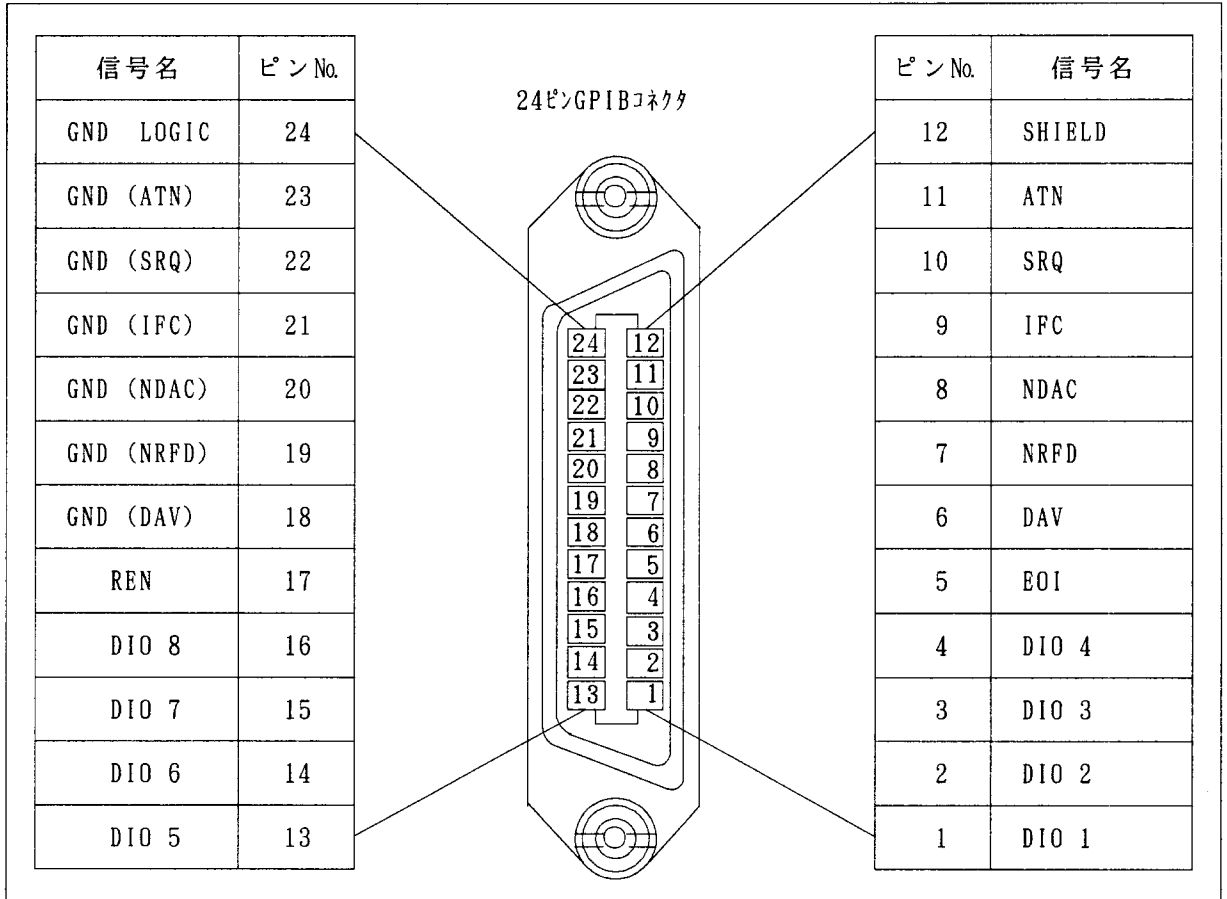 24ピンGPIBコネクタ
信号名 ピンNo.
GND LOGIC 24
GND (ATN) 23
GND (SRQ) 22
GND (IFC) 21
GND (NDAC) 20
GND (NRFD) 19
GND (DAV) 18
REN 17
DIO 8 16
DIO 7 15
DIO 6 14
DIO 5 13
24 12
23 11
22 10
21 9
20 8
19 7
18 6
17 5
16 4
15 3
14 2
13 1
ピンNo. 信号名
12 SHIELD
11 ATN
10 SRQ
9 IFC
8 NDAC
7 NRFD
6 DAV
5 EOI
4 DIO 4
3 DIO 3
2 DIO 2
1 DIO 1